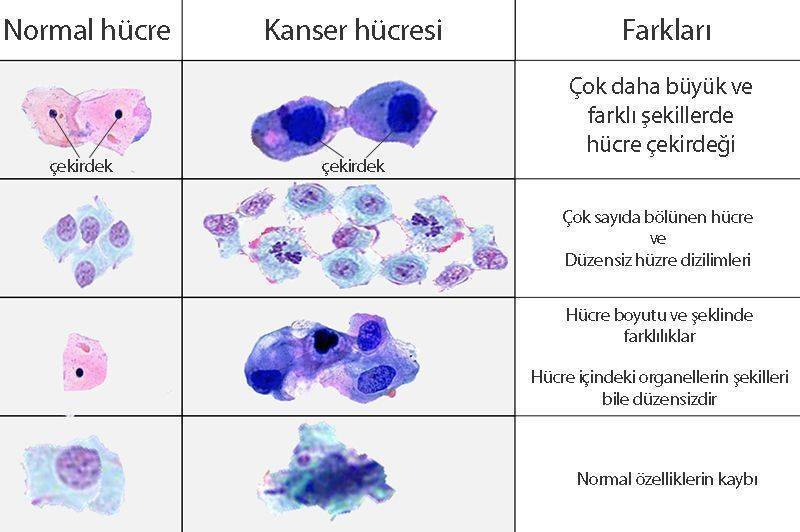 Normal hücre
Kanser hücresi
Farkları
çekirdek
çekirdek
Çok daha büyük ve
farklı şekillerde
hücre çekirdeği
Çok sayıda bölünen hücre
ve
Düzensiz hüzre dizilimleri
Hücre boyutu ve şeklinde
farklılıklar
Hücre içindeki organellerin şekilleri
bile düzensizdir
Normal özelliklerin kaybı